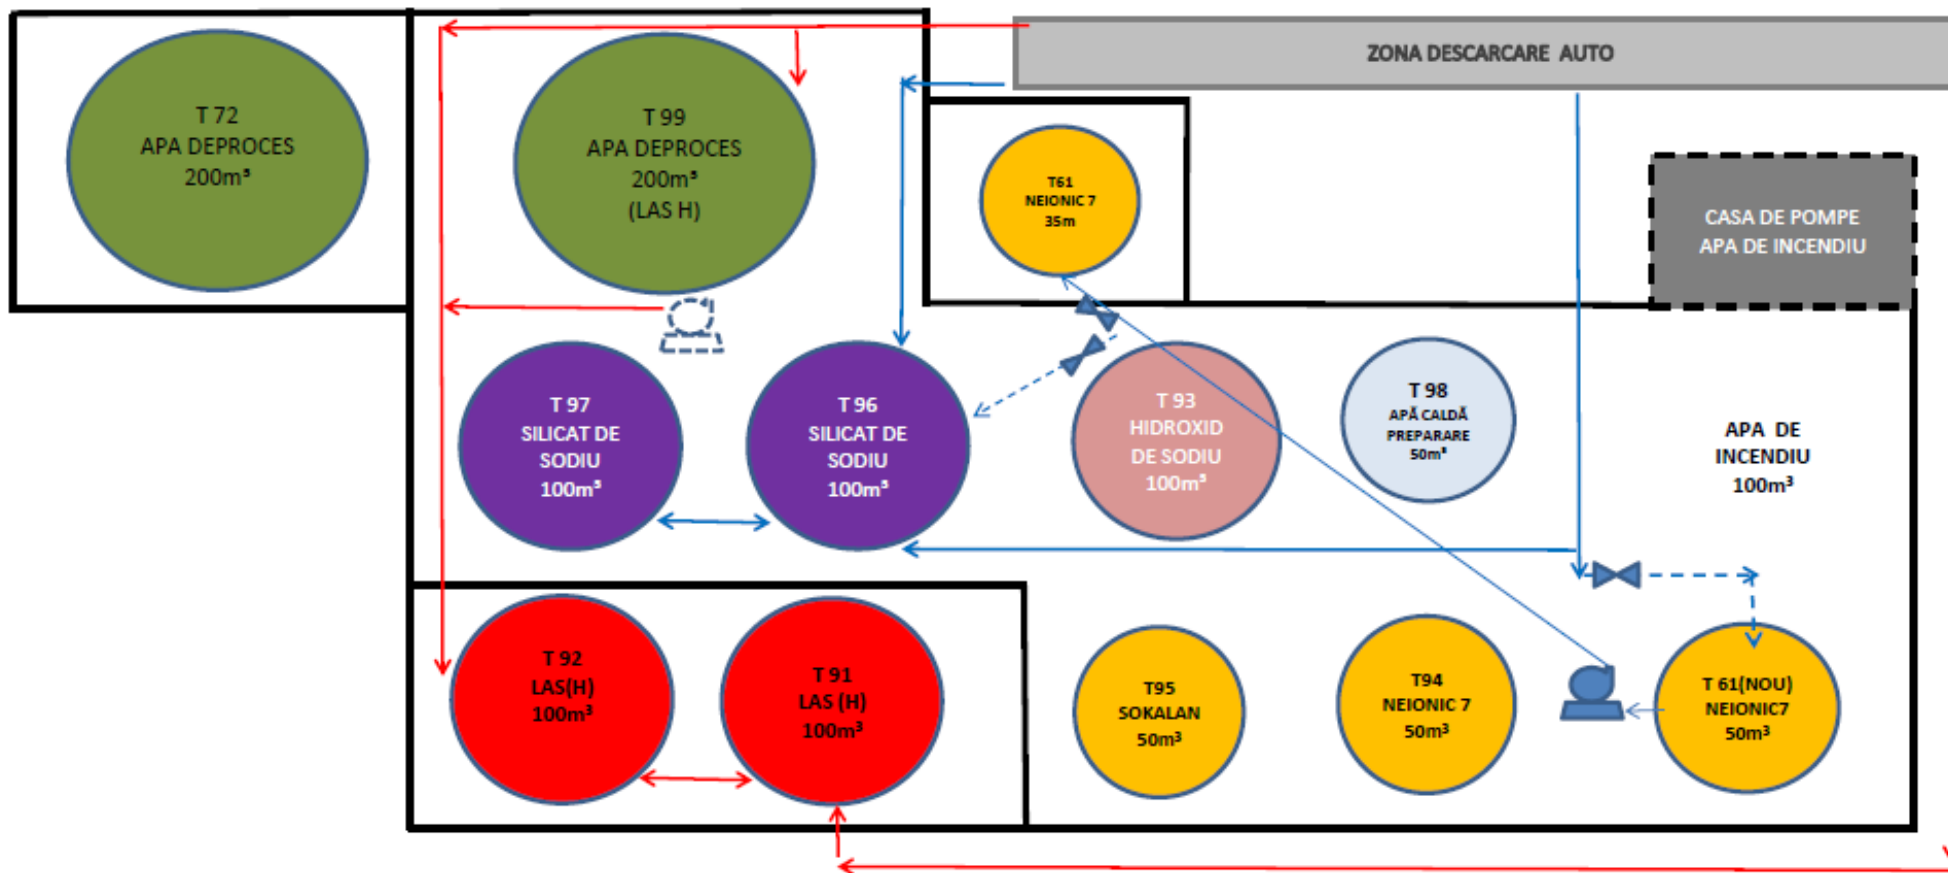 ZONA DESCARCARE AUTO
T 72
APA DEPROCES
200m³
T 99
APA DEPROCES
200m³
(LAS H)
T61
NEIONIC 7
35m
CASA DE POMPE
APA DE INCENDIU
T 97
SILICAT DE
SODIU
100m³
T 96
SILICAT DE
SODIU
100m³
T 93
HIDROXID
DE SODIU
100m³
T 98
APĂ CALDĂ
PREPARARE
50m³
APA DE
INCENDIU
100m³
T 92
LAS(H)
100m³
T 91
LAS (H)
100m³
T95
SOKALAN
50m³
T94
NEIONIC 7
50m³
T 61(NOU)
NEIONIC7
50m³